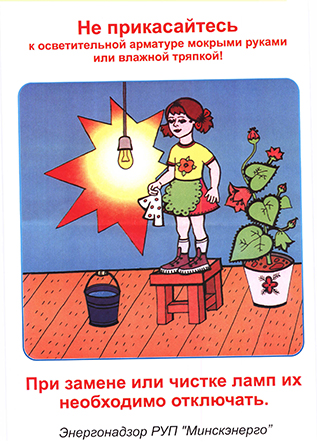 Не прикасайтесь
к осветительной арматуре мокрыми руками
или влажной тряпкой!
При замене или чистке ламп их
необходимо отключать.
Энергонадзор РУП "Минскэнерго"